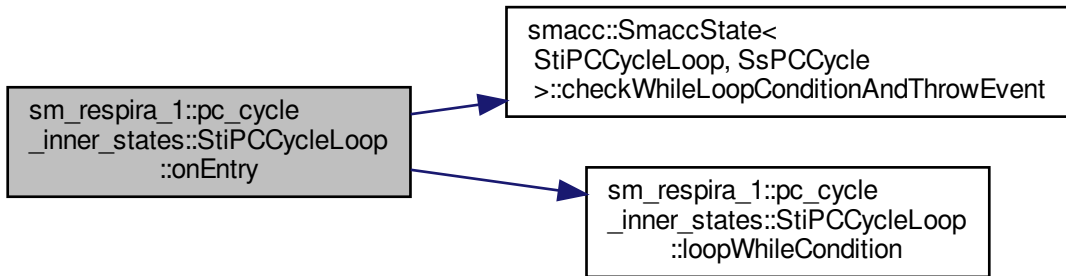 sm_respira_1::pc_cycle
_inner_states::StiPCCycleLoop
::onEntry
smacc::SmaccState<
StiPCCycleLoop, SsPCCycle
>::checkWhileLoopConditionAndThrowEvent
sm_respira_1::pc_cycle
_inner_states::StiPCCycleLoop
::loopWhileCondition